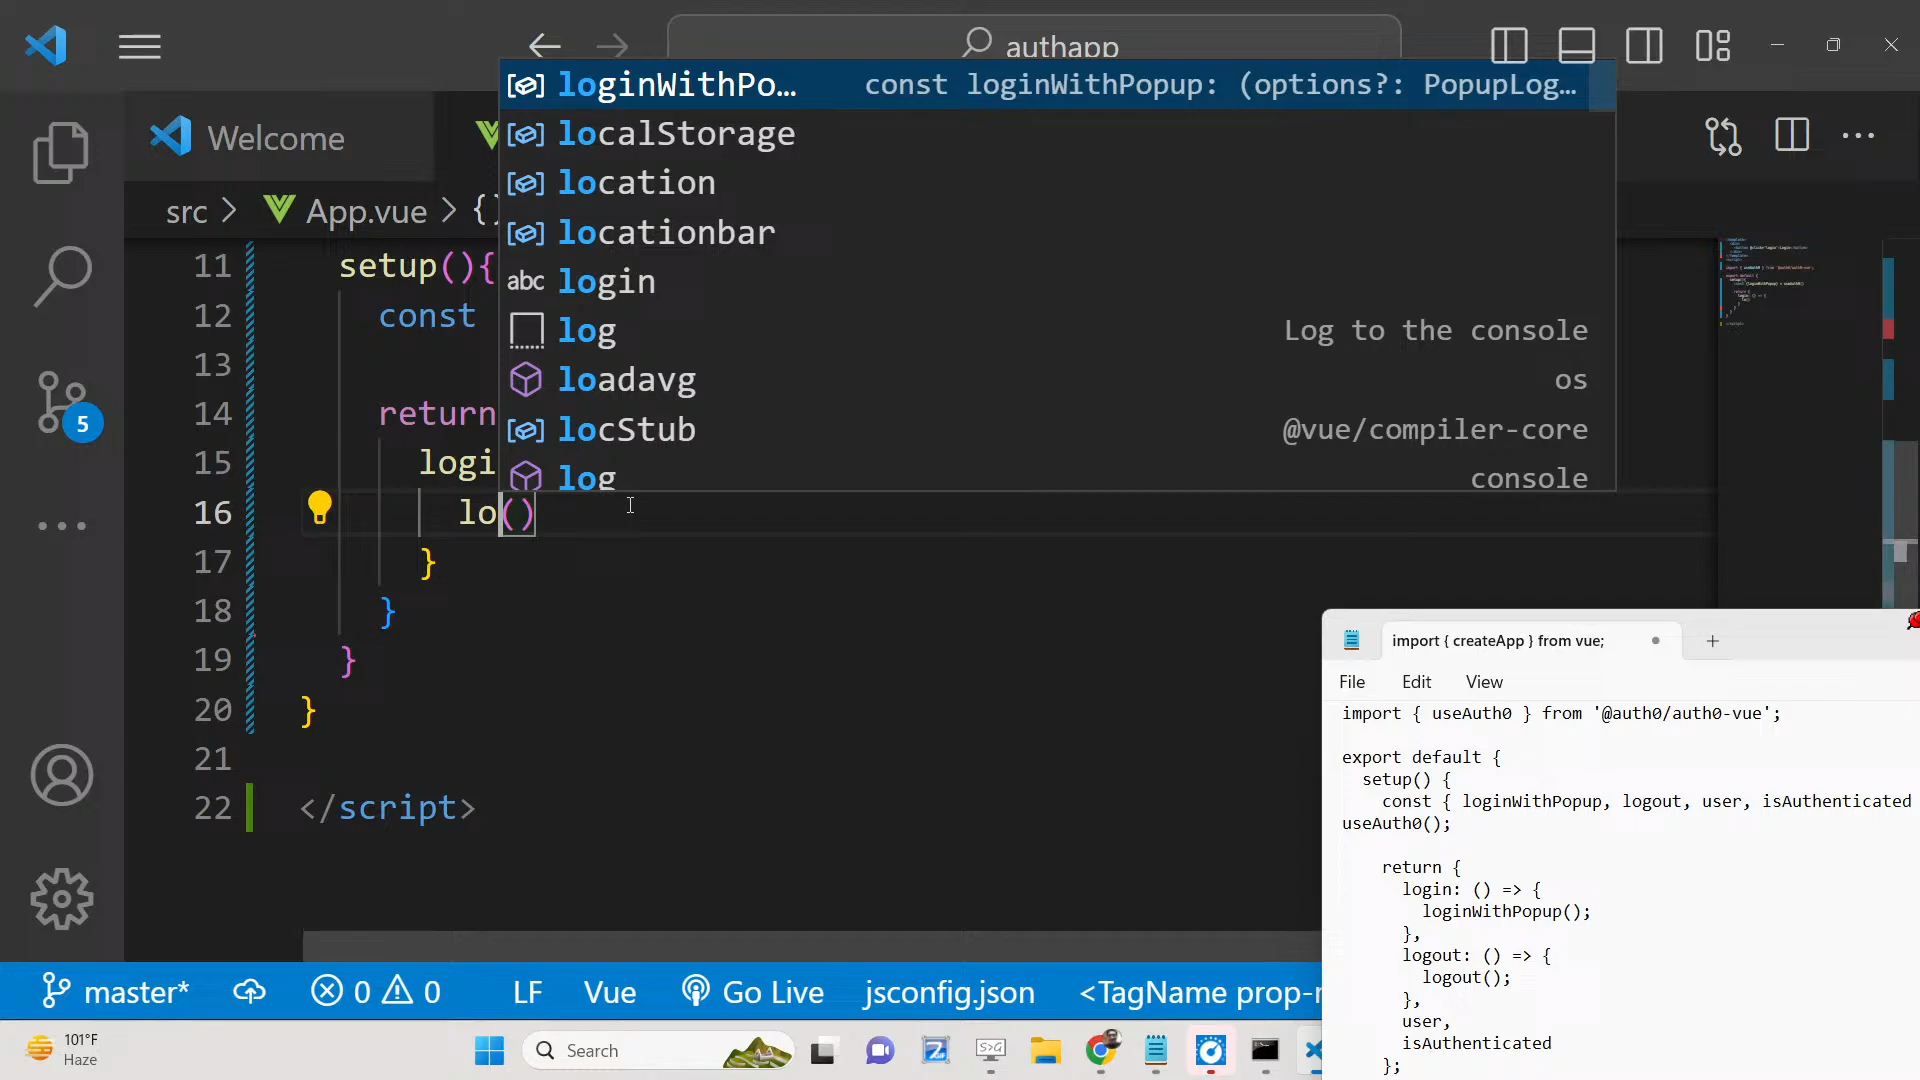 authapp
loginWithPo... const loginWithPopup: (options?: PopupLog...
localStorage
location
locationbar
abc login
log Log to the console
loadavg os
locStub @vue/compiler-core
log console
Welcome
src > App.vue > {}
11 setup(){
12 const
13
14 return
15 logi
16 lo()
17 }
18 }
19 }
20 }
21
22 </script>
5
import { createApp } from vue;
File Edit View
import { useAuth0 } from '@auth0/auth0-vue';
export default {
setup() {
const { loginWithPopup, logout, user, isAuthenticated
useAuth0();
return {
login: () => {
loginWithPopup();
},
logout: () => {
logout();
},
user,
isAuthenticated
};
master* 0 0 LF Vue Go Live jsconfig.json <TagName prop-
101°F
Haze
Search
S>G